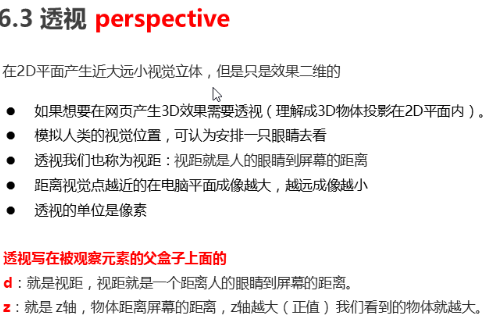 6.3 透视 perspective
在2D平面产生近大远小视觉立体，但是只是效果二维的
● 如果想要在网页产生3D效果需要透视（理解成3D物体投影在2D平面内）。
● 模拟人类的视觉位置，可认为安排一只眼睛去看
● 透视我们也称为视距：视距就是人的眼睛到屏幕的距离
● 距离视觉点越近的在电脑平面成像越大，越远成像越小
● 透视的单位是像素
透视写在被观察元素的父盒子上面的
d：就是视距，视距就是一个距离人的眼睛到屏幕的距离。
z：就是 z轴，物体距离屏幕的距离，z轴越大（正值）我们看到的物体就越大。